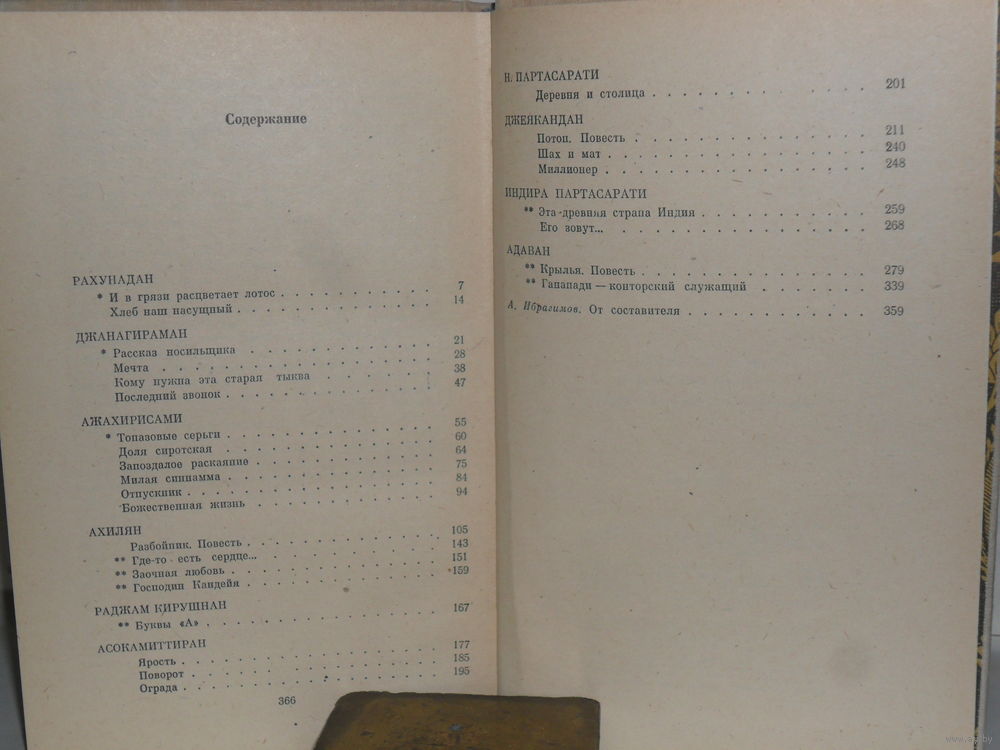 Содержание
РАХУНАДАН
* И в грязи расцветает лотос . . . . . . . . . . 7
Хлеб наш насущный . . . . . . . . . . 14
ДЖАНАГИРАМАН
* Рассказ носильщика . . . . . . . . . . 21
Мечта . . . . . . . . . . 28
Кому нужна эта старая тыква . . . . . . . 38
Последний звонок . . . . . . . . . . 47
АЖАХИРИСАМИ
* Топазовые серьги . . . . . . . . . . 55
Доля сиротская . . . . . . . . . . 60
Запоздалое раскаяние . . . . . . . . . . 64
Милая синнамма . . . . . . . . . . 75
Отпускник . . . . . . . . . . 84
Божественная жизнь . . . . . . . . . . 94
АХИЛЯН
Разбойник. Повесть . . . . . . . . . . 105
** Где-то есть сердце... . . . . . . . . . . 143
** Заочная любовь . . . . . . . . . . 151
** Господин Кандейя . . . . . . . . . . 159
РАДЖАМ КИРУШНАН
** Буквы «А» . . . . . . . . . . 167
АСОКАМИТТИРАН
Ярость . . . . . . . . . . 177
Поворот . . . . . . . . . . 185
Ограда . . . . . . . . . . 195
366
Н. ПАРТАСАРАТИ
Деревня и столица . . . . . . . . . . 201
ДЖЕЯКАНДАН
Потоп. Повесть . . . . . . . . . . 211
Шах и мат . . . . . . . . . . 240
Миллионер . . . . . . . . . . 248
ИНДИРА ПАРТАСАРАТИ
** Эта древняя страна Индия . . . . . . . . 259
Его зовут... . . . . . . . . . . 268
АДАВАН
** Крылья. Повесть . . . . . . . . . . 279
** Ганапади — конторский служащий . . . . . . 339
А. Ибрагимов. От составителя . . . . . . . . . 359